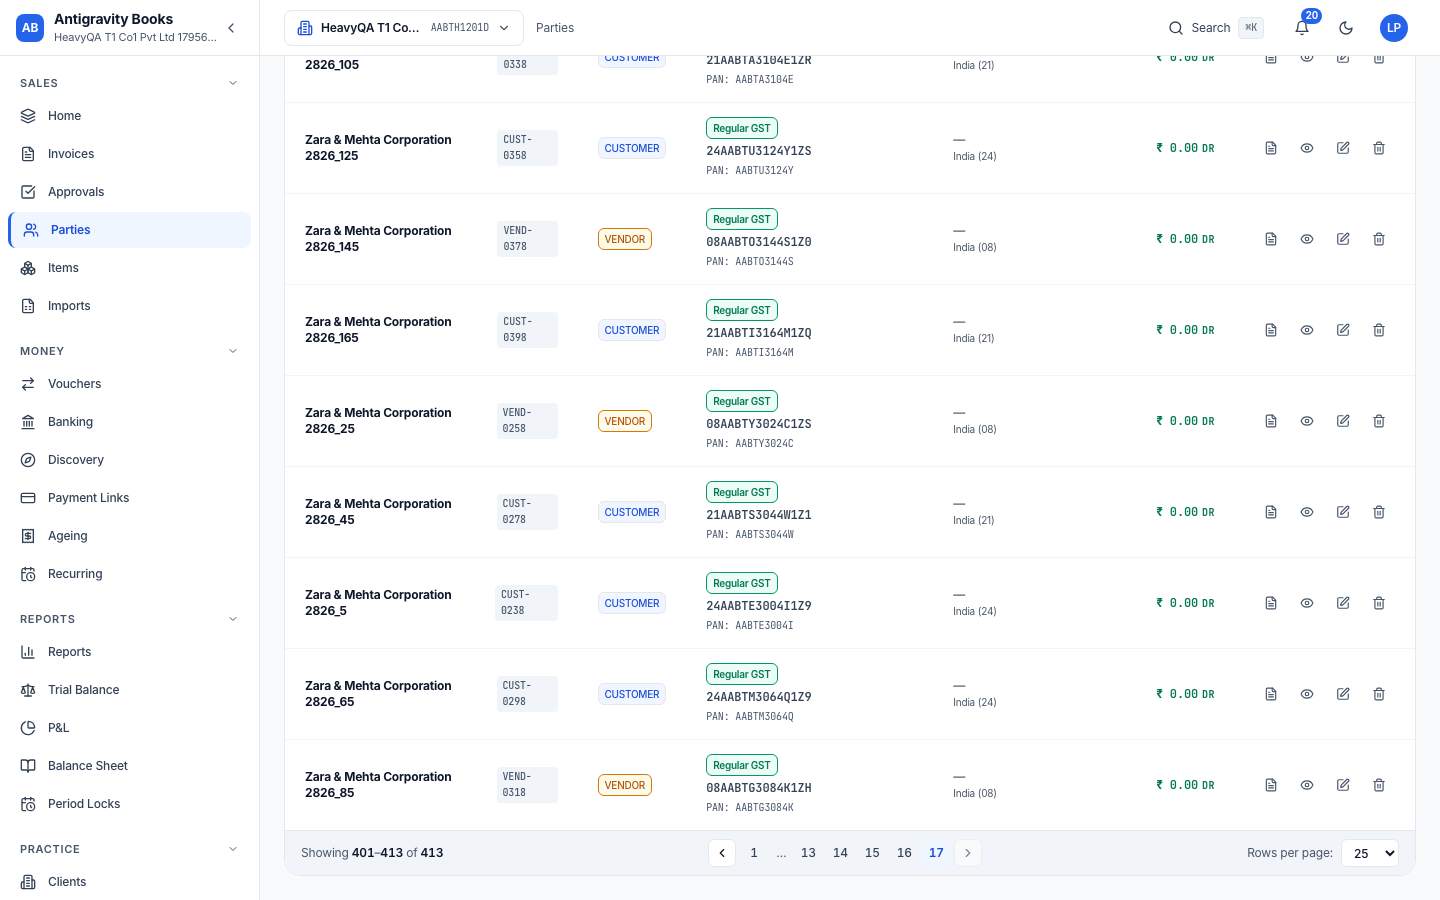 AB
Antigravity Books
HeavyQA T1 Co1 Pvt Ltd 17956...
HeavyQA T1 Co... AABTH1201D
Parties
Search ⌘K
20
LP
SALES
Home
Invoices
Approvals
Parties
Items
Imports
MONEY
Vouchers
Banking
Discovery
Payment Links
Ageing
Recurring
REPORTS
Reports
Trial Balance
P&L
Balance Sheet
Period Locks
PRACTICE
Clients
2826_105
0338
CUSTOMER
21AABTA3104E1ZR
PAN: AABTA3104E
India (21)
₹ 0.00 DR
Zara & Mehta Corporation
2826_125
CUST-
0358
CUSTOMER
Regular GST
24AABTU3124Y1ZS
PAN: AABTU3124Y
—
India (24)
₹ 0.00 DR
Zara & Mehta Corporation
2826_145
VEND-
0378
VENDOR
Regular GST
08AABTO3144S1Z0
PAN: AABTO3144S
—
India (08)
₹ 0.00 DR
Zara & Mehta Corporation
2826_165
CUST-
0398
CUSTOMER
Regular GST
21AABTI3164M1ZQ
PAN: AABTI3164M
—
India (21)
₹ 0.00 DR
Zara & Mehta Corporation
2826_25
VEND-
0258
VENDOR
Regular GST
08AABTY3024C1ZS
PAN: AABTY3024C
—
India (08)
₹ 0.00 DR
Zara & Mehta Corporation
2826_45
CUST-
0278
CUSTOMER
Regular GST
21AABTS3044W1Z1
PAN: AABTS3044W
—
India (21)
₹ 0.00 DR
Zara & Mehta Corporation
2826_5
CUST-
0238
CUSTOMER
Regular GST
24AABTE3004I1Z9
PAN: AABTE3004I
—
India (24)
₹ 0.00 DR
Zara & Mehta Corporation
2826_65
CUST-
0298
CUSTOMER
Regular GST
24AABTM3064Q1Z9
PAN: AABTM3064Q
—
India (24)
₹ 0.00 DR
Zara & Mehta Corporation
2826_85
VEND-
0318
VENDOR
Regular GST
08AABTG3084K1ZH
PAN: AABTG3084K
—
India (08)
₹ 0.00 DR
Showing 401–413 of 413
1 ... 13 14 15 16 17
Rows per page: 25